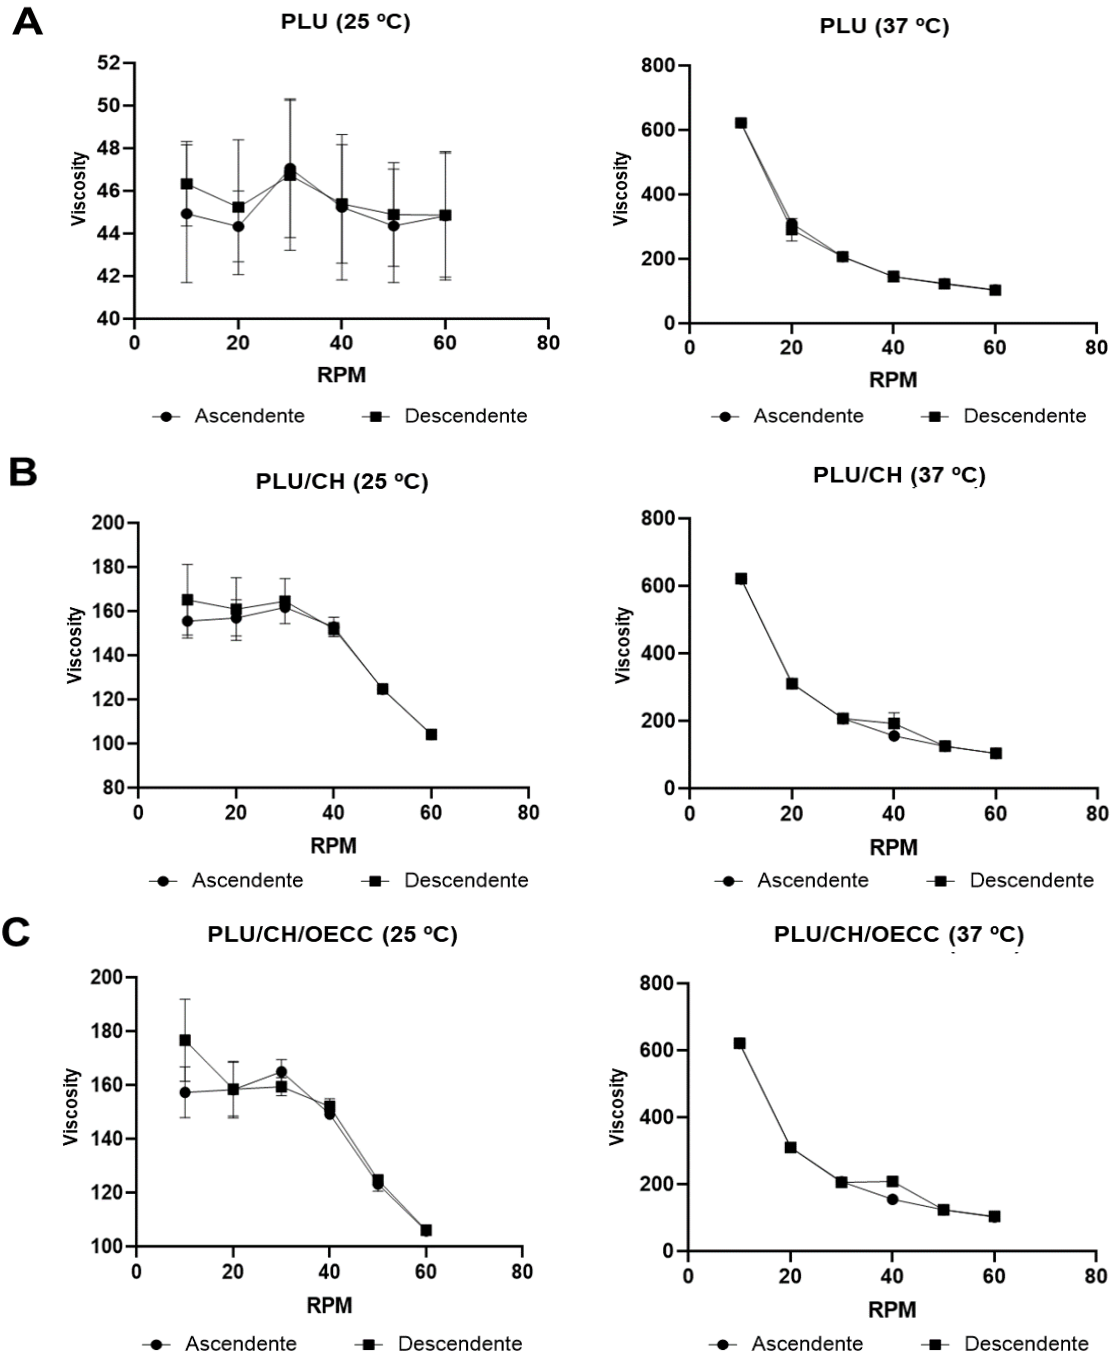 A
PLU (25 ºC)
52
50
48
46
44
42
40
Viscosity
0 20 40 60 80
RPM
Ascendente Descendente
PLU (37 ºC)
800
600
400
200
0
Viscosity
0 20 40 60 80
RPM
Ascendente Descendente
B
PLU/CH (25 ºC)
200
180
160
140
120
100
80
Viscosity
0 20 40 60 80
RPM
Ascendente Descendente
PLU/CH (37 ºC)
800
600
400
200
0
Viscosity
0 20 40 60 80
RPM
Ascendente Descendente
C
PLU/CH/OECC (25 ºC)
200
180
160
140
120
100
Viscosity
0 20 40 60 80
RPM
Ascendente Descendente
PLU/CH/OECC (37 ºC)
800
600
400
200
0
Viscosity
0 20 40 60 80
RPM
Ascendente Descendente